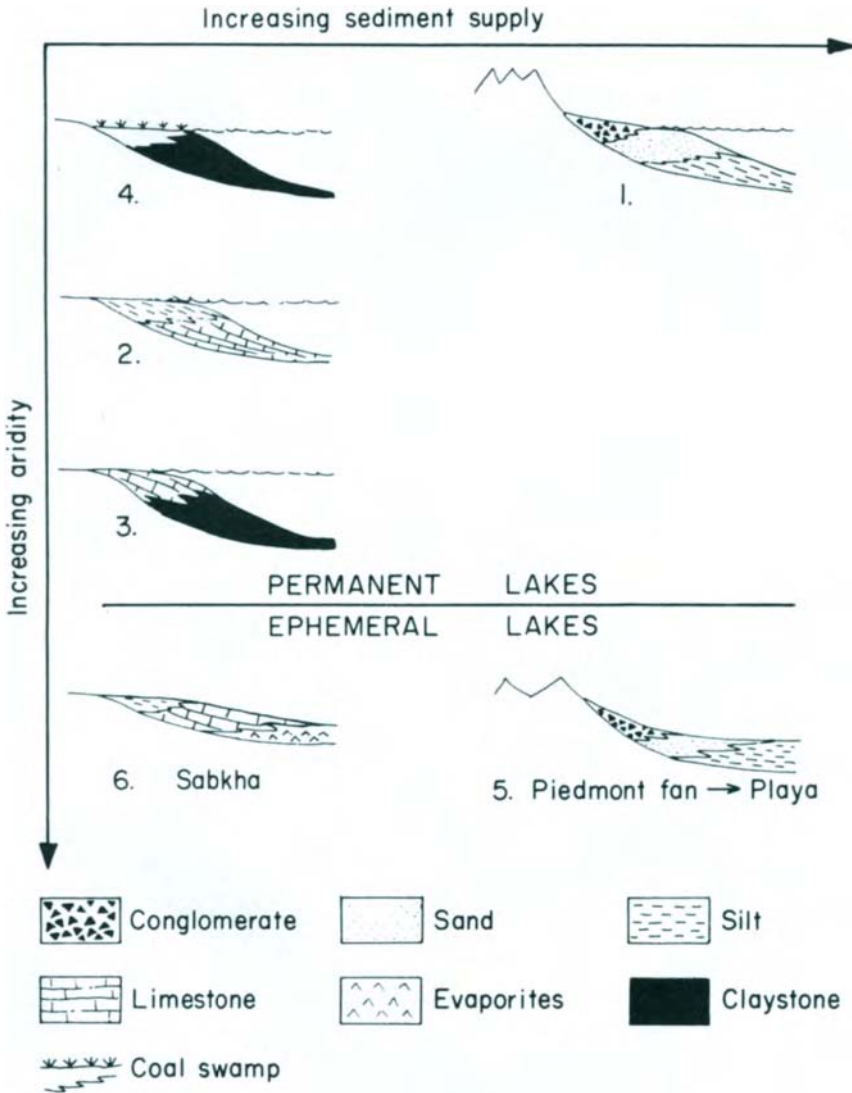 Increasing sediment supply
4.
1.
2.
3.
Increasing aridity
PERMANENT LAKES
EPHEMERAL LAKES
6. Sabkha
5. Piedmont fan → Playa
Conglomerate
Sand
Silt
Limestone
Evaporites
Claystone
Coal swamp